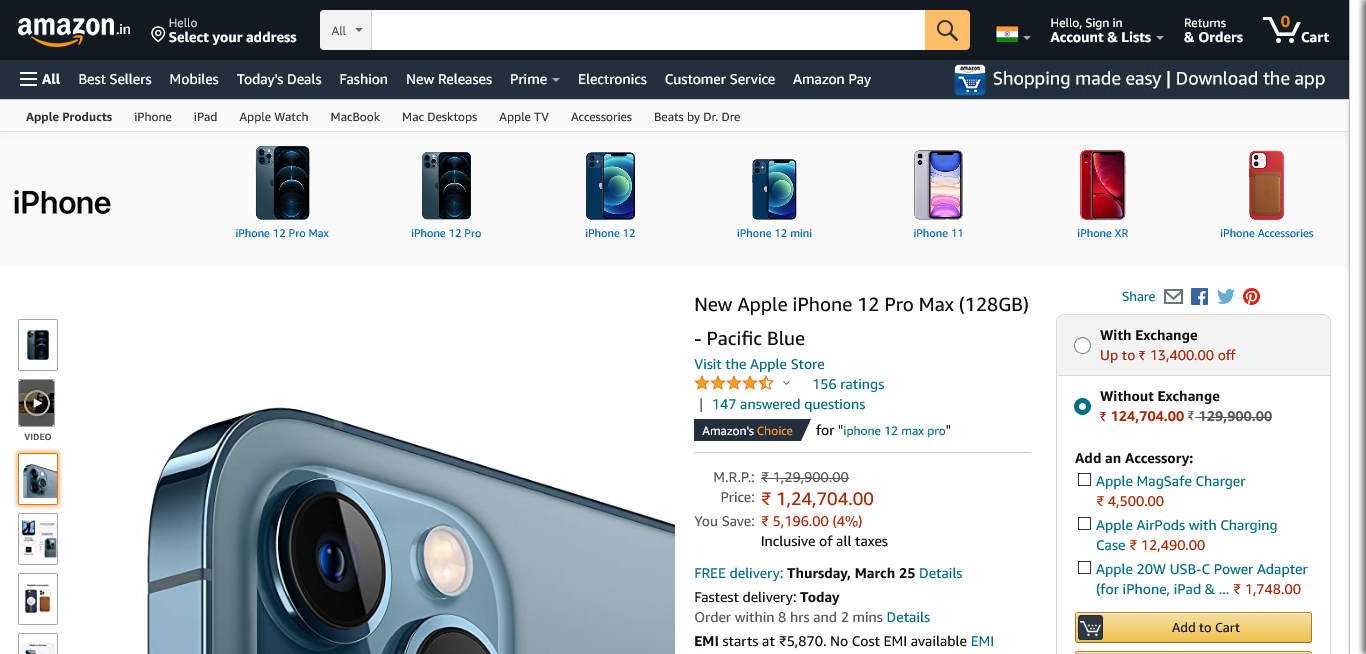 amazon.in
Hello
Select your address
All
Hello, Sign in
Account & Lists
Returns
& Orders
0
Cart
All
Best Sellers
Mobiles
Today's Deals
Fashion
New Releases
Prime
Electronics
Customer Service
Amazon Pay
amazon
Shopping made easy | Download the app
Apple Products
iPhone
iPad
Apple Watch
MacBook
Mac Desktops
Apple TV
Accessories
Beats by Dr. Dre
iPhone
iPhone 12 Pro Max
iPhone 12 Pro
iPhone 12
iPhone 12 mini
iPhone 11
iPhone XR
iPhone Accessories
VIDEO
New Apple iPhone 12 Pro Max (128GB)
- Pacific Blue
Visit the Apple Store
156 ratings
| 147 answered questions
Amazon's Choice for "iphone 12 max pro"
M.R.P.: ₹ 1,29,900.00
Price: ₹ 1,24,704.00
You Save: ₹ 5,196.00 (4%)
Inclusive of all taxes
FREE delivery: Thursday, March 25 Details
Fastest delivery: Today
Order within 8 hrs and 2 mins Details
EMI starts at ₹5,870. No Cost EMI available EMI
Share
With Exchange
Up to ₹ 13,400.00 off
Without Exchange
₹ 124,704.00 ₹ 129,900.00
Add an Accessory:
Apple MagSafe Charger
₹ 4,500.00
Apple AirPods with Charging
Case ₹ 12,490.00
Apple 20W USB-C Power Adapter
(for iPhone, iPad & ... ₹ 1,748.00
Add to Cart